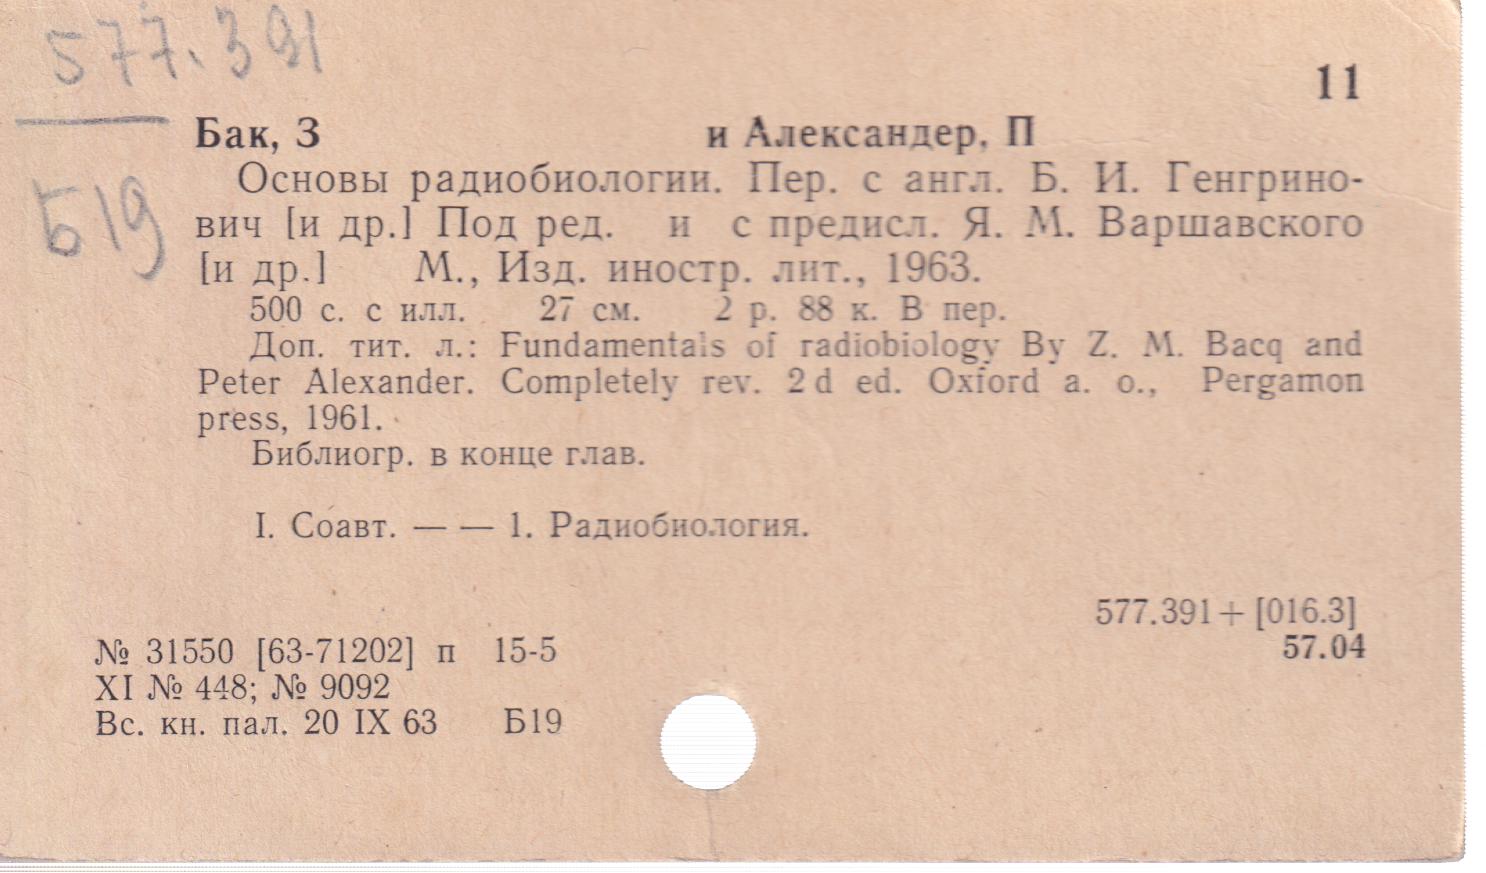 577.391
11
Бак, З и Александер, П
Б19
Основы радиобиологии. Пер. с англ. Б. И. Генгрино-
вич [и др.] Под ред. и с предисл. Я. М. Варшавского
[и др.] М., Изд. иностр. лит., 1963.
500 с. с илл. 27 см. 2 р. 88 к. В пер.
Доп. тит. л.: Fundamentals of radiobiology By Z. M. Bacq and
Peter Alexander. Completely rev. 2 d ed. Oxford a. o., Pergamon
press, 1961.
Библиогр. в конце глав.
I. Соавт. — — 1. Радиобиология.
577.391 + [016.3]
57.04
№ 31550 [63-71202] п 15-5
XI № 448; № 9092
Вс. кн. пал. 20 IX 63 Б19